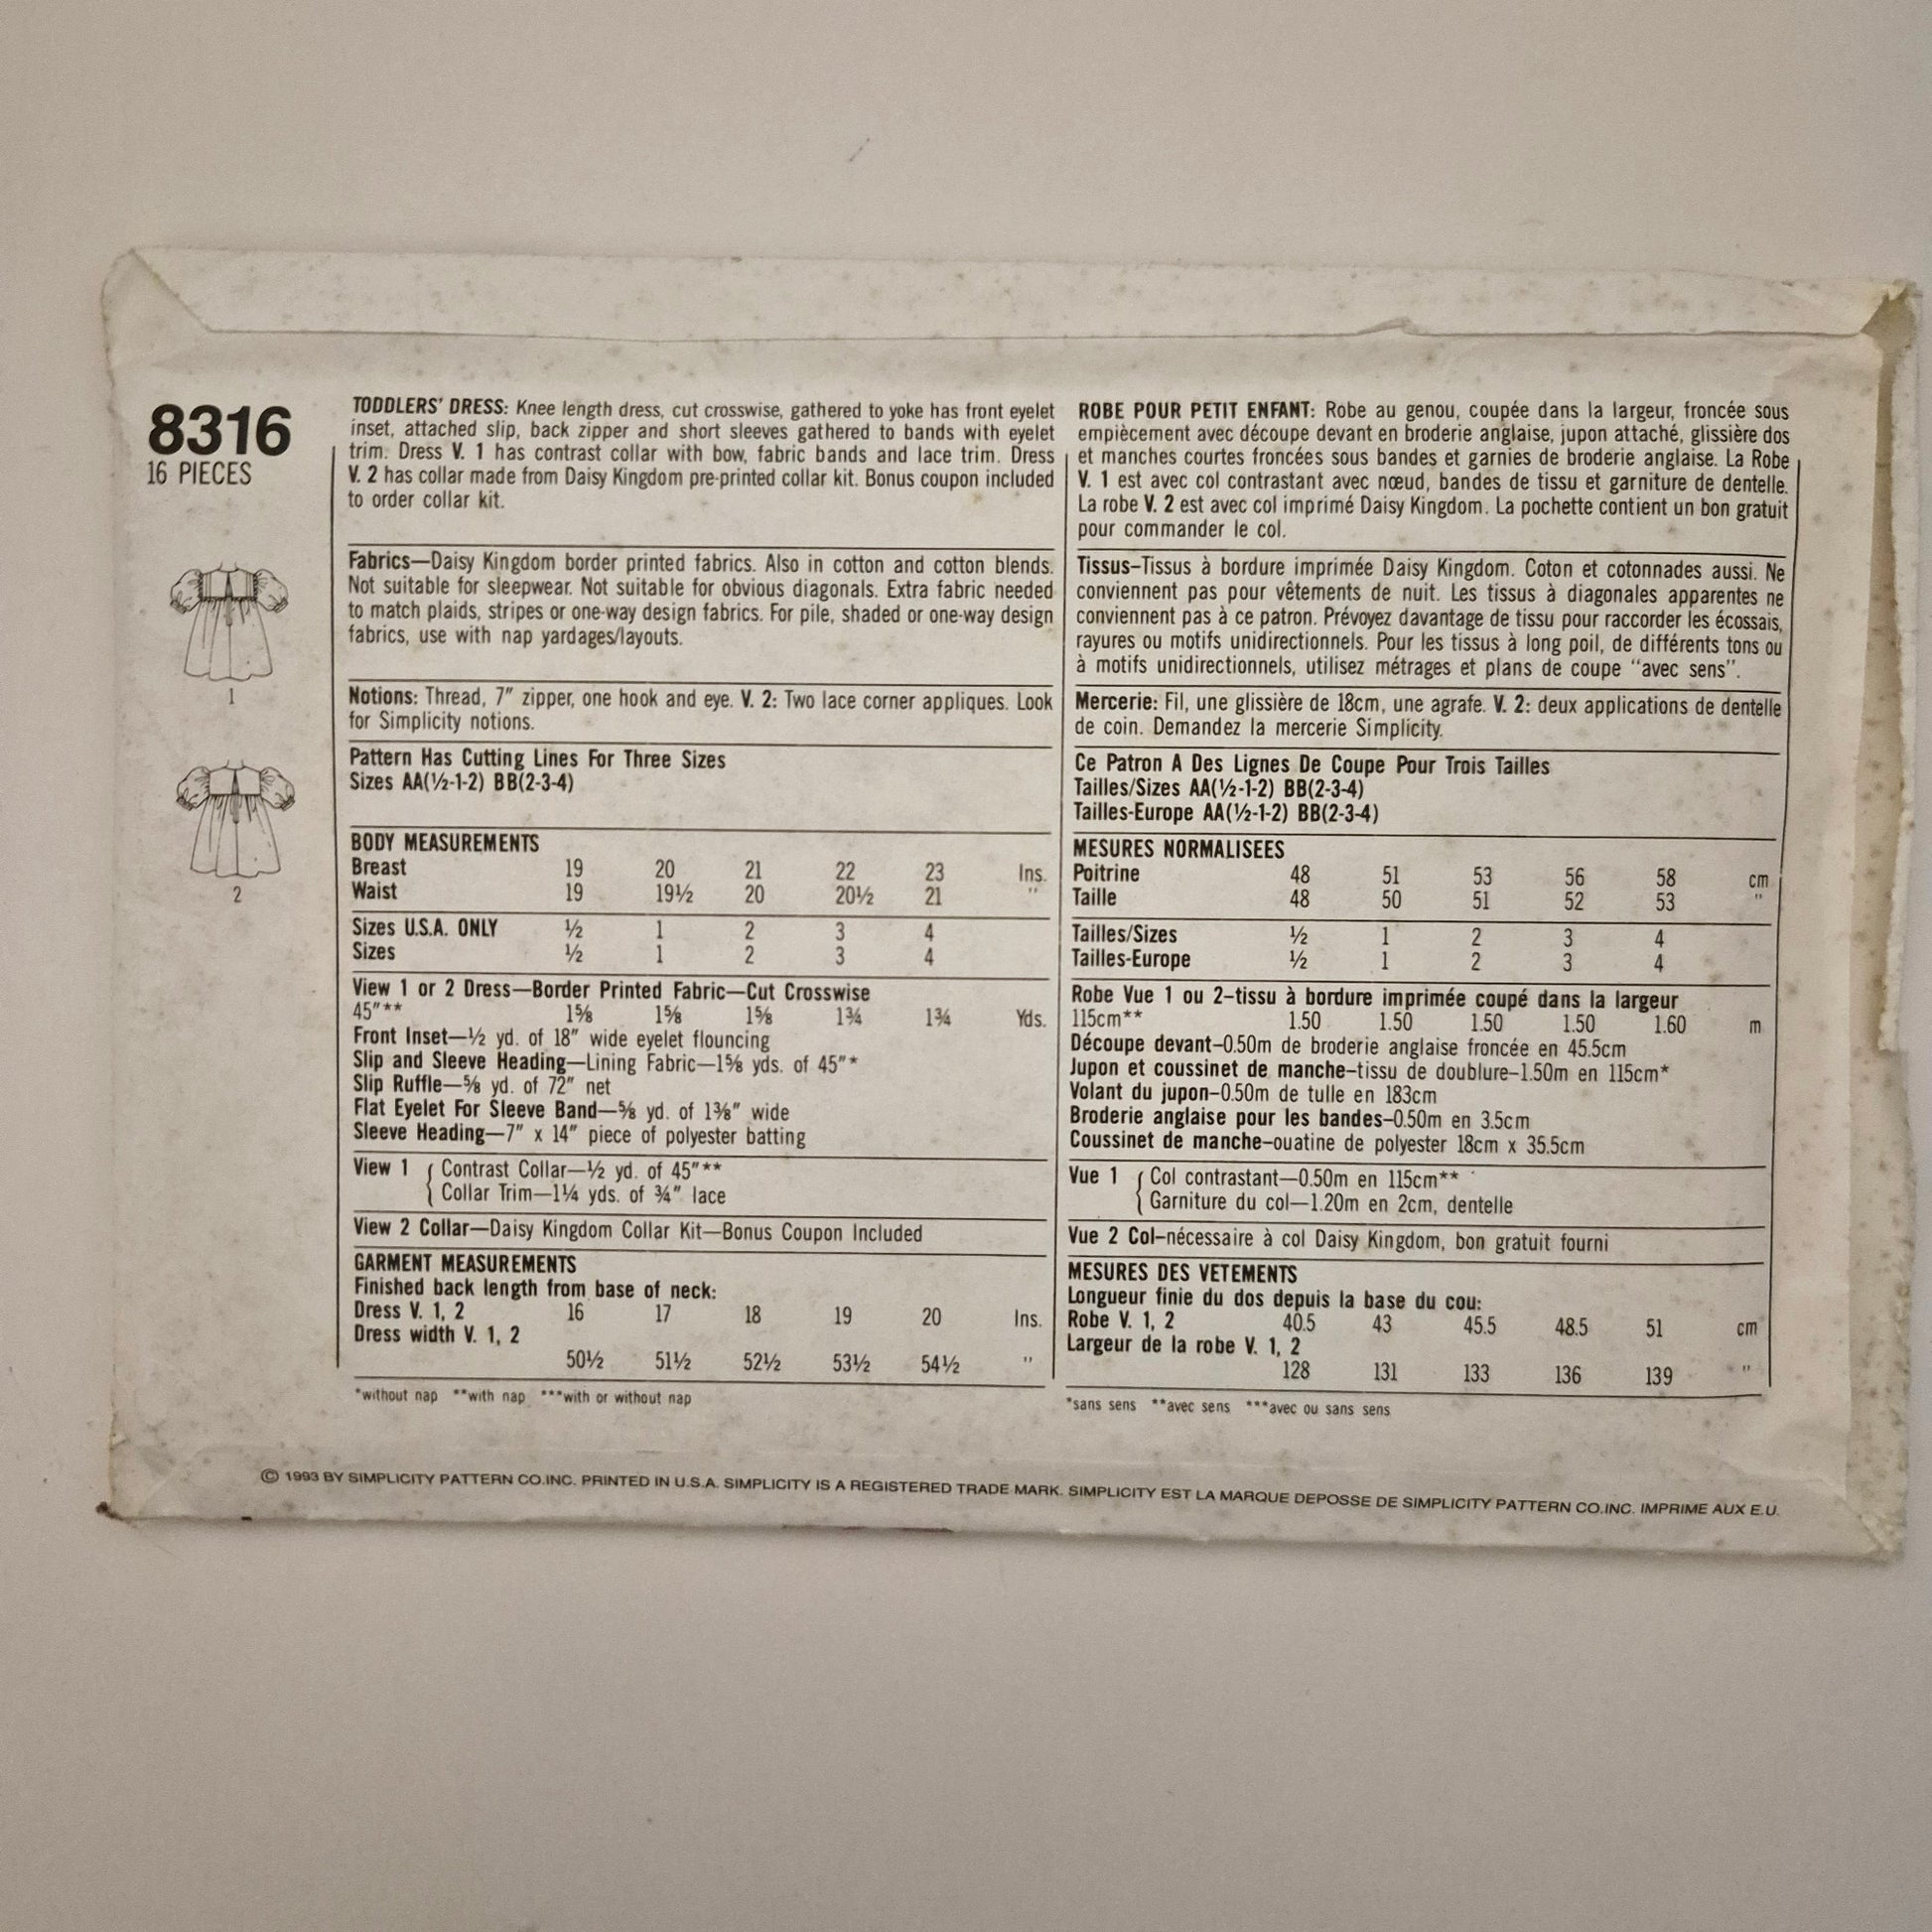 8316
16 PIECES
1
2
TODDLERS' DRESS: Knee length dress, cut crosswise, gathered to yoke has front eyelet
inset, attached slip, back zipper and short sleeves gathered to bands with eyelet
trim. Dress V. 1 has contrast collar with bow, fabric bands and lace trim. Dress
V. 2 has collar made from Daisy Kingdom pre-printed collar kit. Bonus coupon included
to order collar kit.
Fabrics—Daisy Kingdom border printed fabrics. Also in cotton and cotton blends.
Not suitable for sleepwear. Not suitable for obvious diagonals. Extra fabric needed
to match plaids, stripes or one-way design fabrics. For pile, shaded or one-way design
fabrics, use with nap yardages/layouts.
Notions: Thread, 7" zipper, one hook and eye. V. 2: Two lace corner appliques. Look
for Simplicity notions.
Pattern Has Cutting Lines For Three Sizes
Sizes AA(½-1-2) BB(2-3-4)
BODY MEASUREMENTS
Breast 19 20 21 22 23 Ins.
Waist 19 19½ 20 20½ 21 "
Sizes U.S.A. ONLY ½ 1 2 3 4
Sizes ½ 1 2 3 4
View 1 or 2 Dress—Border Printed Fabric—Cut Crosswise
45"** 1⅝ 1⅝ 1⅝ 1¾ 1¾ Yds.
Front Inset—½ yd. of 18" wide eyelet flouncing
Slip and Sleeve Heading—Lining Fabric—1⅝ yds. of 45"*
Slip Ruffle—⅝ yd. of 72" net
Flat Eyelet For Sleeve Band—⅝ yd. of 1⅜" wide
Sleeve Heading—7" x 14" piece of polyester batting
View 1 { Contrast Collar—½ yd. of 45"**
Collar Trim—1¼ yds. of ¾" lace
View 2 Collar—Daisy Kingdom Collar Kit—Bonus Coupon Included
GARMENT MEASUREMENTS
Finished back length from base of neck:
Dress V. 1, 2 16 17 18 19 20 Ins.
Dress width V. 1, 2
50½ 51½ 52½ 53½ 54½ "
*without nap **with nap ***with or without nap
ROBE POUR PETIT ENFANT: Robe au genou, coupée dans la largeur, froncée sous
empiècement avec découpe devant en broderie anglaise, jupon attaché, glissière dos
et manches courtes froncées sous bandes et garnies de broderie anglaise. La Robe
V. 1 est avec col contrastant avec nœud, bandes de tissu et garniture de dentelle.
La robe V. 2 est avec col imprimé Daisy Kingdom. La pochette contient un bon gratuit
pour commander le col.
Tissus–Tissus à bordure imprimée Daisy Kingdom. Coton et cotonnades aussi. Ne
conviennent pas pour vêtements de nuit. Les tissus à diagonales apparentes ne
conviennent pas à ce patron. Prévoyez davantage de tissu pour raccorder les écossais,
rayures ou motifs unidirectionnels. Pour les tissus à long poil, de différents tons ou
à motifs unidirectionnels, utilisez métrages et plans de coupe "avec sens".
Mercerie: Fil, une glissière de 18cm, une agrafe. V. 2: deux applications de dentelle
de coin. Demandez la mercerie Simplicity.
Ce Patron A Des Lignes De Coupe Pour Trois Tailles
Tailles/Sizes AA(½-1-2) BB(2-3-4)
Tailles-Europe AA(½-1-2) BB(2-3-4)
MESURES NORMALISEES
Poitrine 48 51 53 56 58 cm
Taille 48 50 51 52 53 "
Tailles/Sizes ½ 1 2 3 4
Tailles-Europe ½ 1 2 3 4
Robe Vue 1 ou 2–tissu à bordure imprimée coupé dans la largeur
115cm** 1.50 1.50 1.50 1.50 1.60 m
Découpe devant–0.50m de broderie anglaise froncée en 45.5cm
Jupon et coussinet de manche–tissu de doublure–1.50m en 115cm*
Volant du jupon–0.50m de tulle en 183cm
Broderie anglaise pour les bandes–0.50m en 3.5cm
Coussinet de manche–ouatine de polyester 18cm x 35.5cm
Vue 1 { Col contrastant—0.50m en 115cm**
Garniture du col—1.20m en 2cm, dentelle
Vue 2 Col–nécessaire à col Daisy Kingdom, bon gratuit fourni
MESURES DES VETEMENTS
Longueur finie du dos depuis la base du cou:
Robe V. 1, 2 40.5 43 45.5 48.5 51 cm
Largeur de la robe V. 1, 2
128 131 133 136 139 "
*sans sens **avec sens ***avec ou sans sens
© 1993 BY SIMPLICITY PATTERN CO.INC. PRINTED IN U.S.A. SIMPLICITY IS A REGISTERED TRADE MARK. SIMPLICITY EST LA MARQUE DEPOSSE DE SIMPLICITY PATTERN CO.INC. IMPRIME AUX E.U.